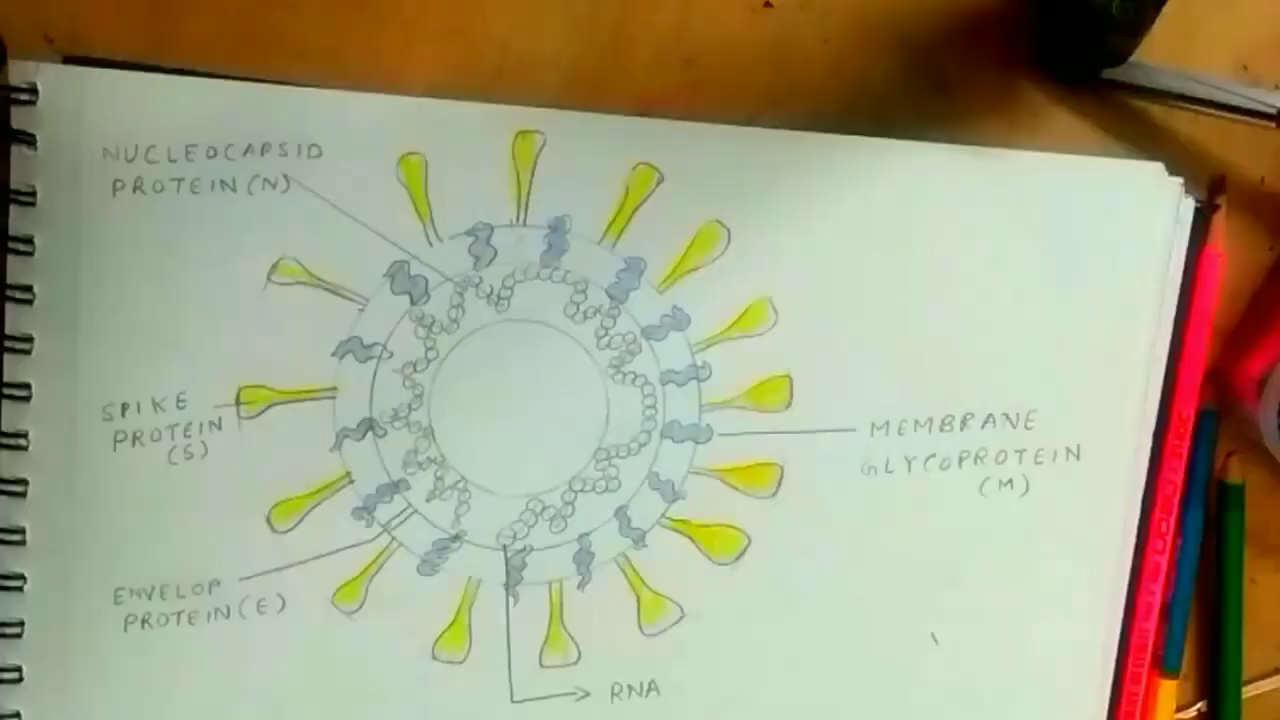 NUCLEOCAPSID
PROTEIN (N)
SPIKE
PROTEIN
(S)
MEMBRANE
GLYCOPROTEIN
(M)
ENVELOP
PROTEIN (E)
RNA